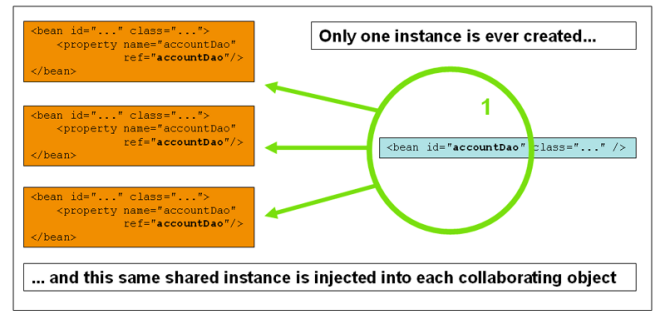 <bean id="..." class="...">
<property name="accountDao"
ref="accountDao"/>
</bean>
Only one instance is ever created...
1
<bean id="..." class="...">
<property name="accountDao"
ref="accountDao"/>
</bean>
<bean id="accountDao" class="..." />
<bean id="..." class="...">
<property name="accountDao"
ref="accountDao"/>
</bean>
... and this same shared instance is injected into each collaborating object